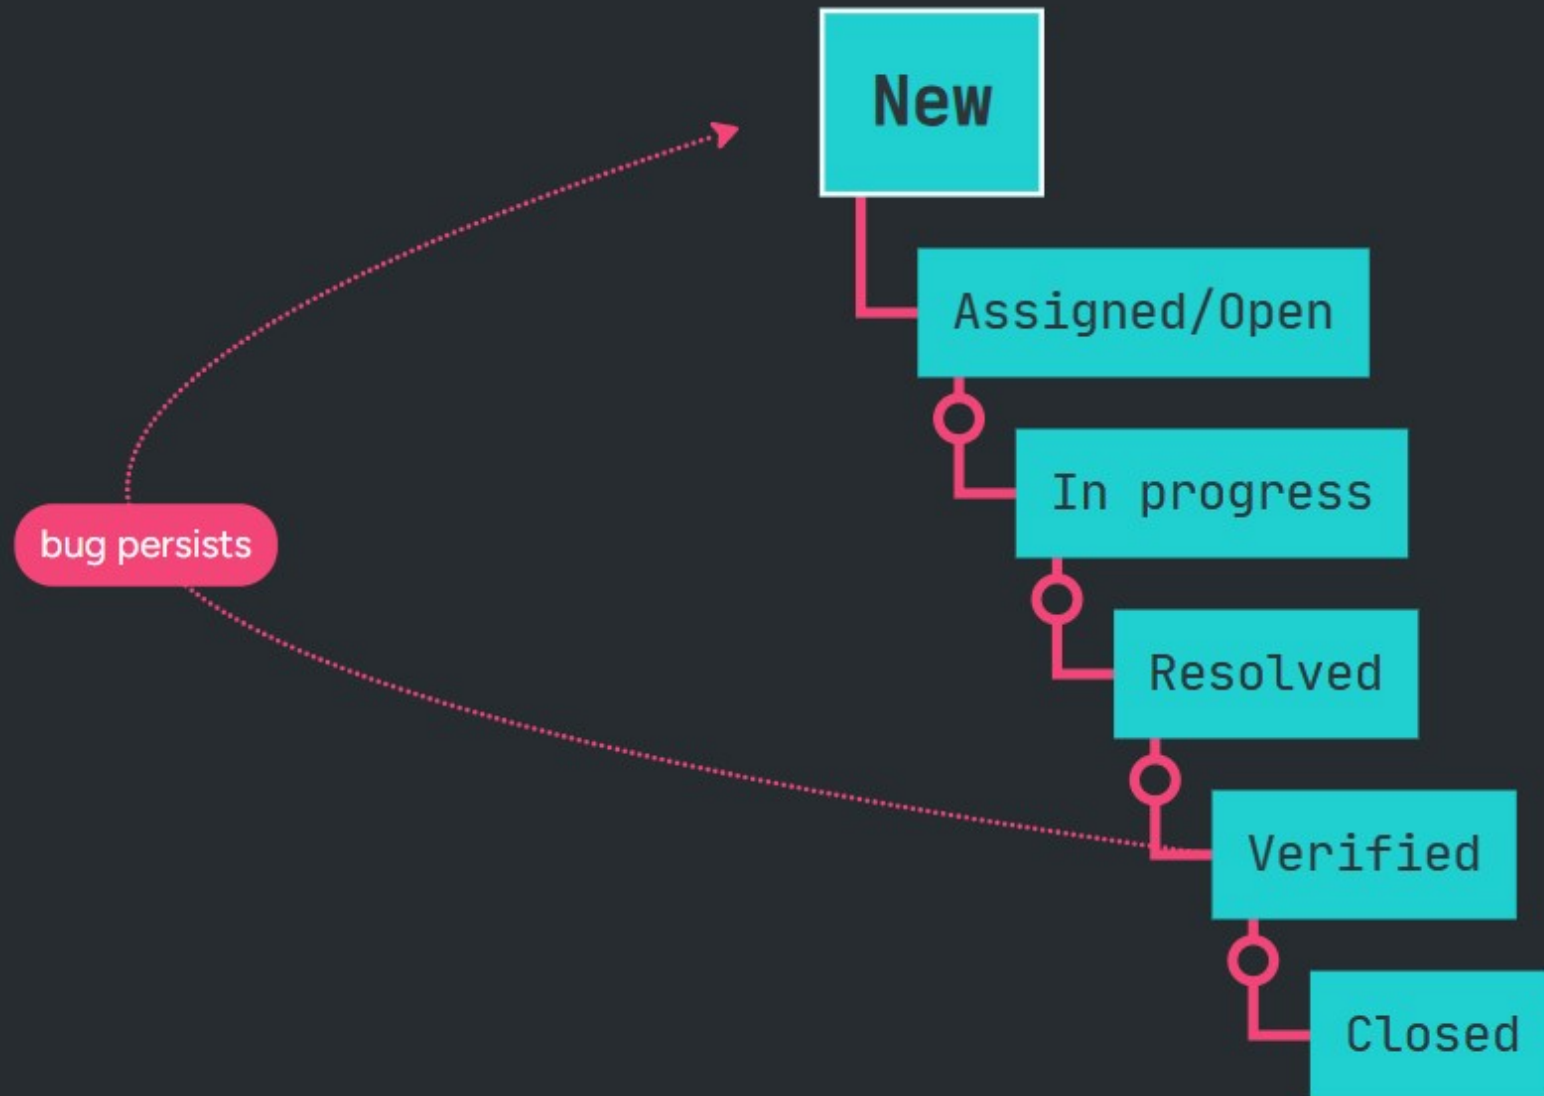 New
Assigned/Open
In progress
bug persists
Resolved
Verified
Closed